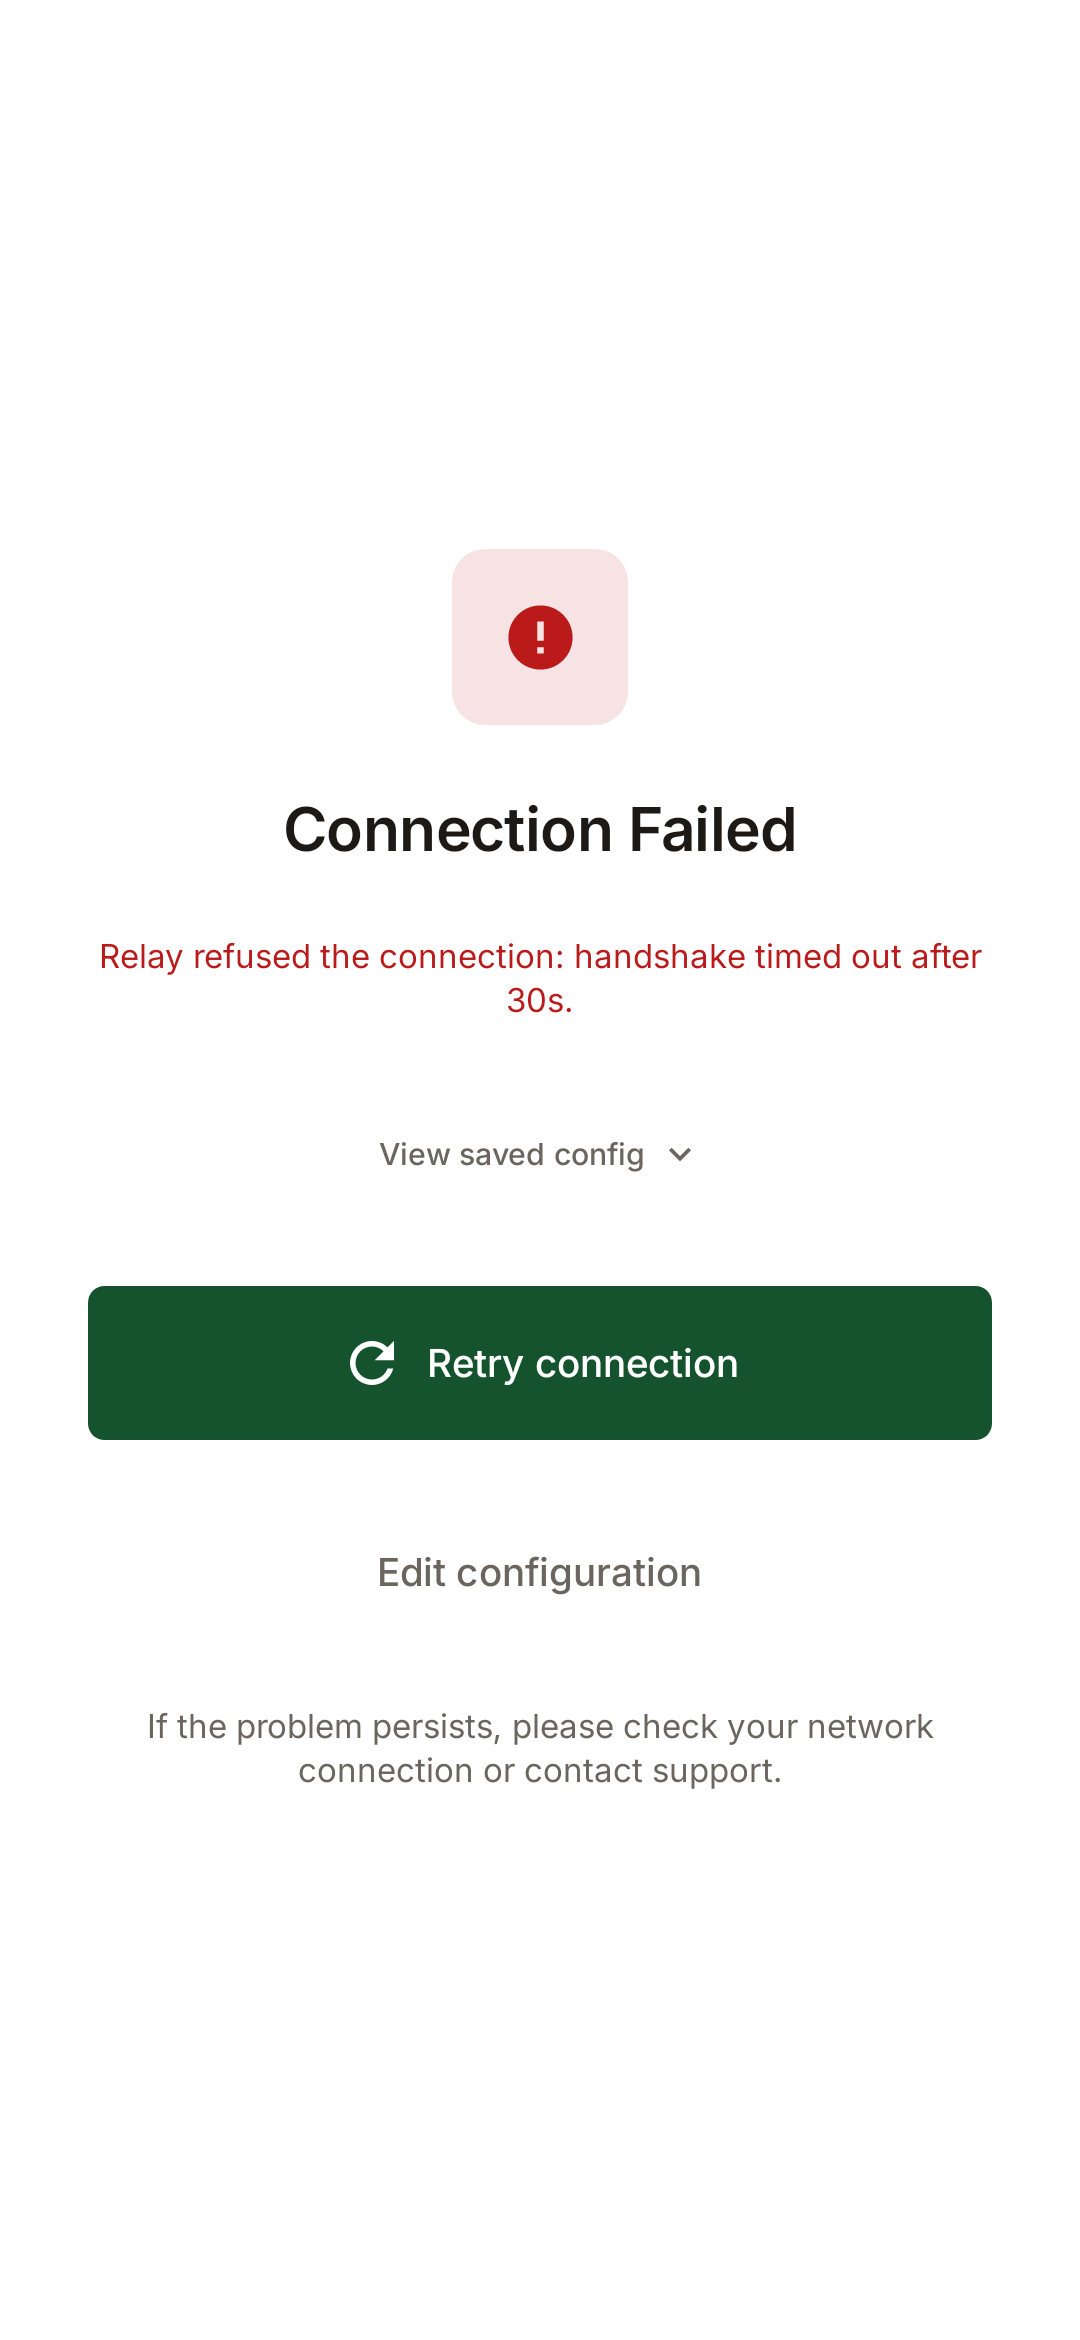 Connection Failed
Relay refused the connection: handshake timed out after
30s.
View saved config
Retry connection
Edit configuration
If the problem persists, please check your network
connection or contact support.